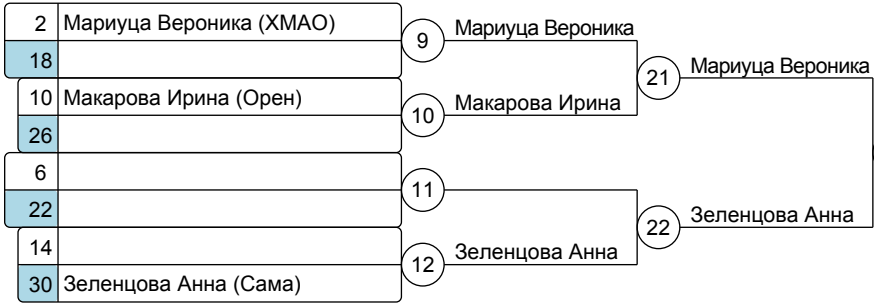 2 Мариуца Вероника (ХМАО)
18
10 Макарова Ирина (Орен)
26
6
22
14
30 Зеленцова Анна (Сама)
9 Мариуца Вероника
10 Макарова Ирина
11
12 Зеленцова Анна
21 Мариуца Вероника
22 Зеленцова Анна